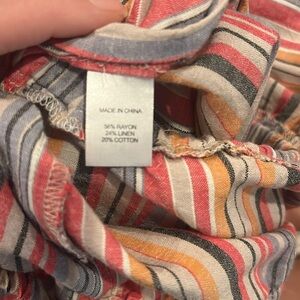 MADE IN CHINA
56% RAYON
24% LINEN
20% COTTON